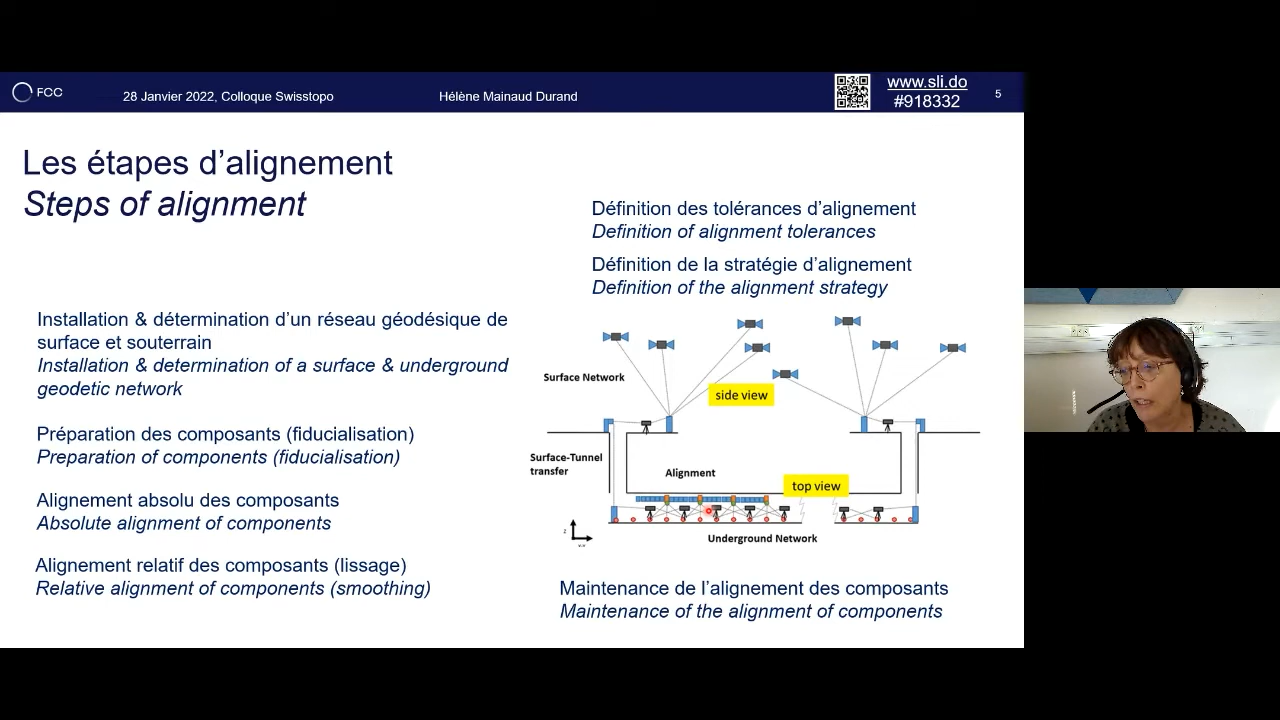 FCC
28 Janvier 2022, Colloque Swisstopo
Hélène Mainaud Durand
www.sli.do
#918332
5
Les étapes d’alignement
Steps of alignment
Définition des tolérances d’alignement
Definition of alignment tolerances
Définition de la stratégie d’alignement
Definition of the alignment strategy
Installation & détermination d’un réseau géodésique de
surface et souterrain
Installation & determination of a surface & underground
geodetic network
Préparation des composants (fiducialisation)
Preparation of components (fiducialisation)
Alignement absolu des composants
Absolute alignment of components
Alignement relatif des composants (lissage)
Relative alignment of components (smoothing)
Surface Network
side view
Surface-Tunnel
transfer
Alignment
top view
Underground Network
Maintenance de l’alignement des composants
Maintenance of the alignment of components